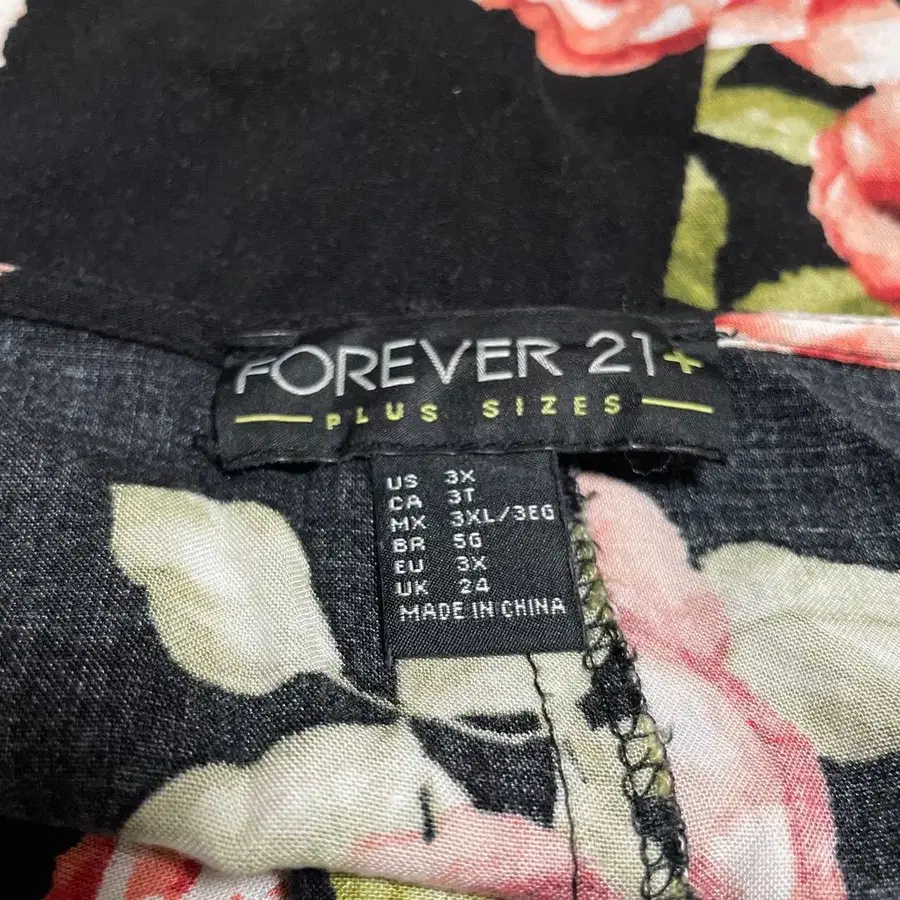 FOREVER 21+
PLUS SIZES
US 3X
CA 3T
MX 3XL/3EG
BR 5G
EU 3X
UK 24
MADE IN CHINA